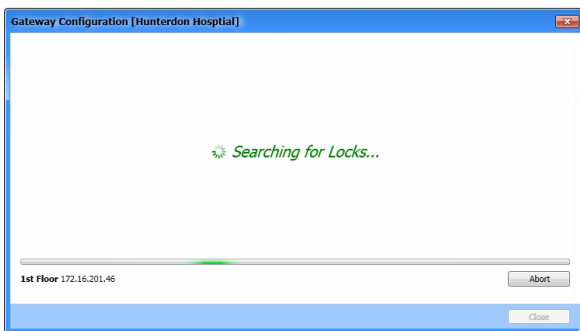 Gateway Configuration [Hunterdon Hosptial]
Searching for Locks...
1st Floor 172.16.201.46
Abort
Close